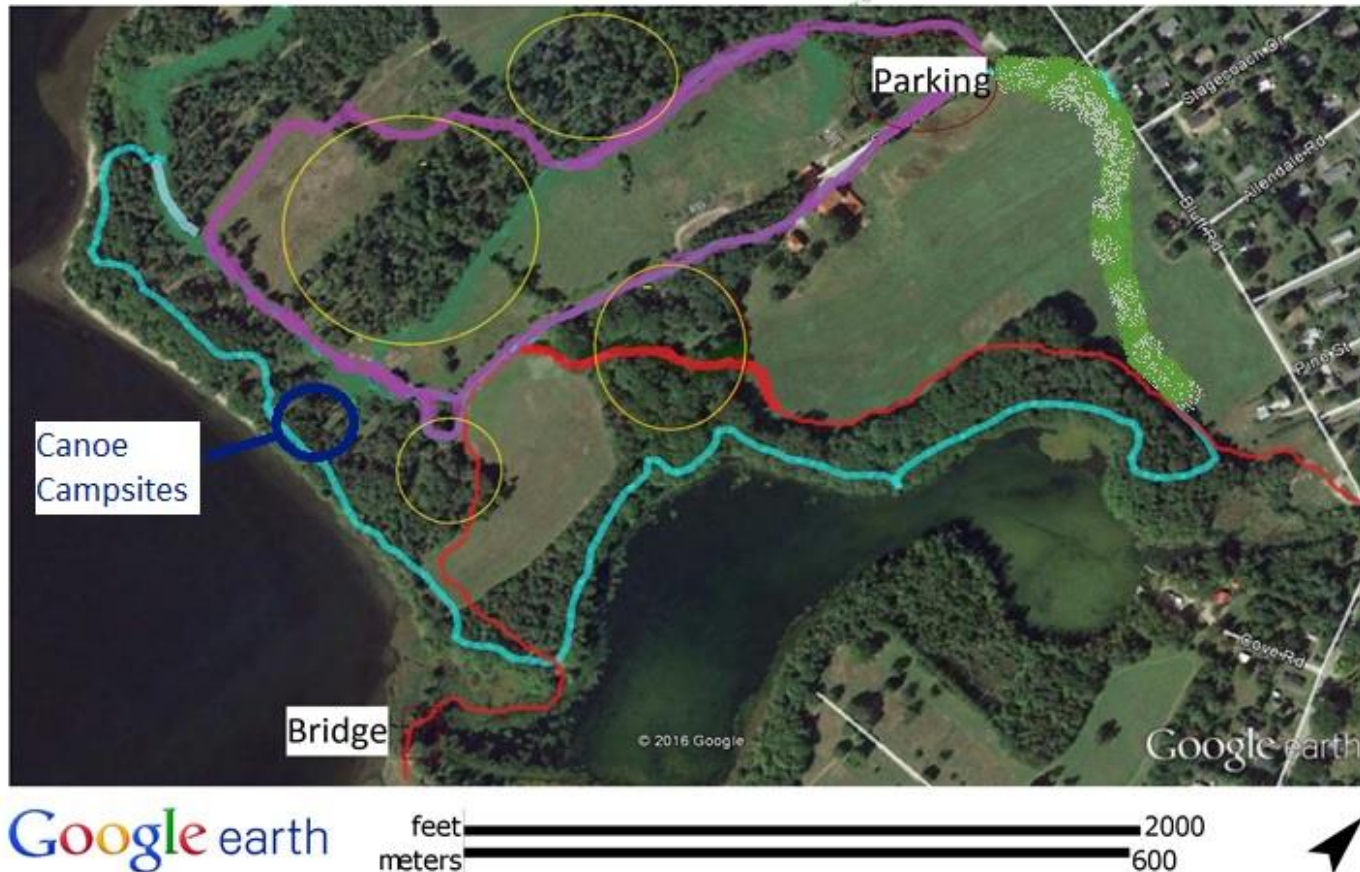 Parking
Stagecoach Dr
Allendale Rd
Bluff Rd
Pine St
Canoe
Campsites
Cove Rd
Bridge
© 2016 Google
Google earth
Google earth
feet 2000
meters 600